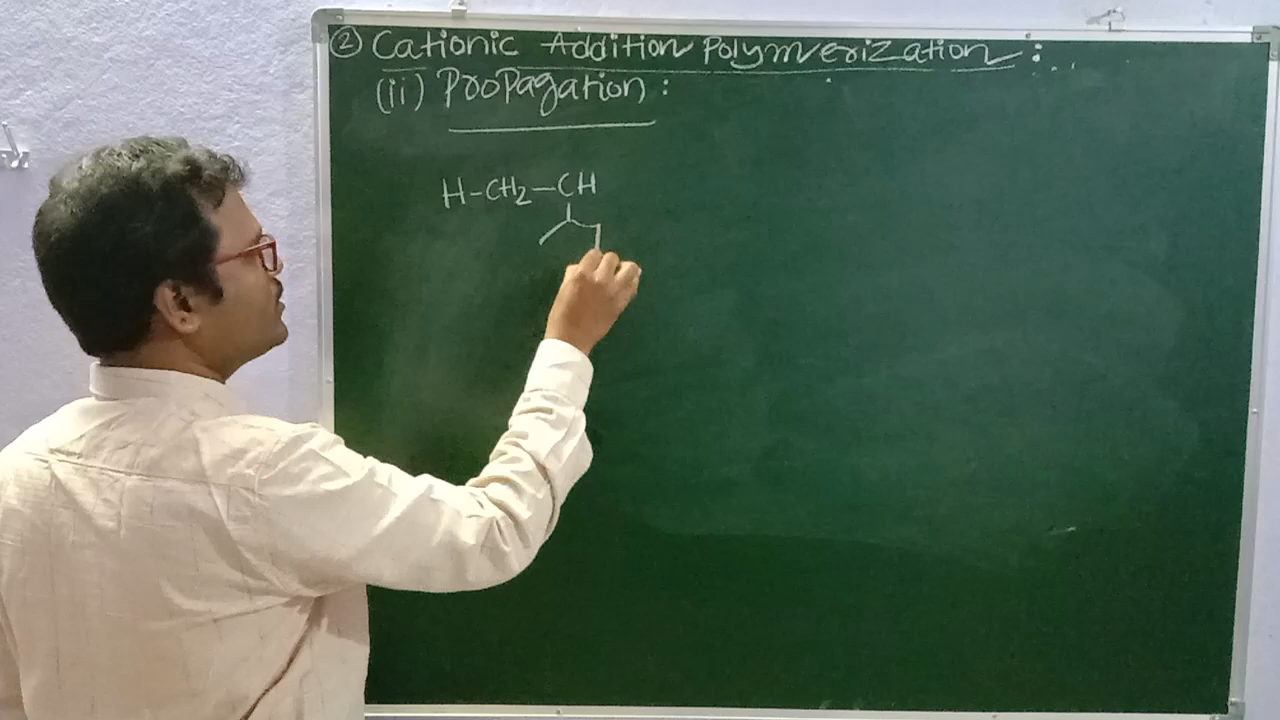 ② Cationic Addition Polymerization :
(ii) Propagation :
H-CH₂-CH